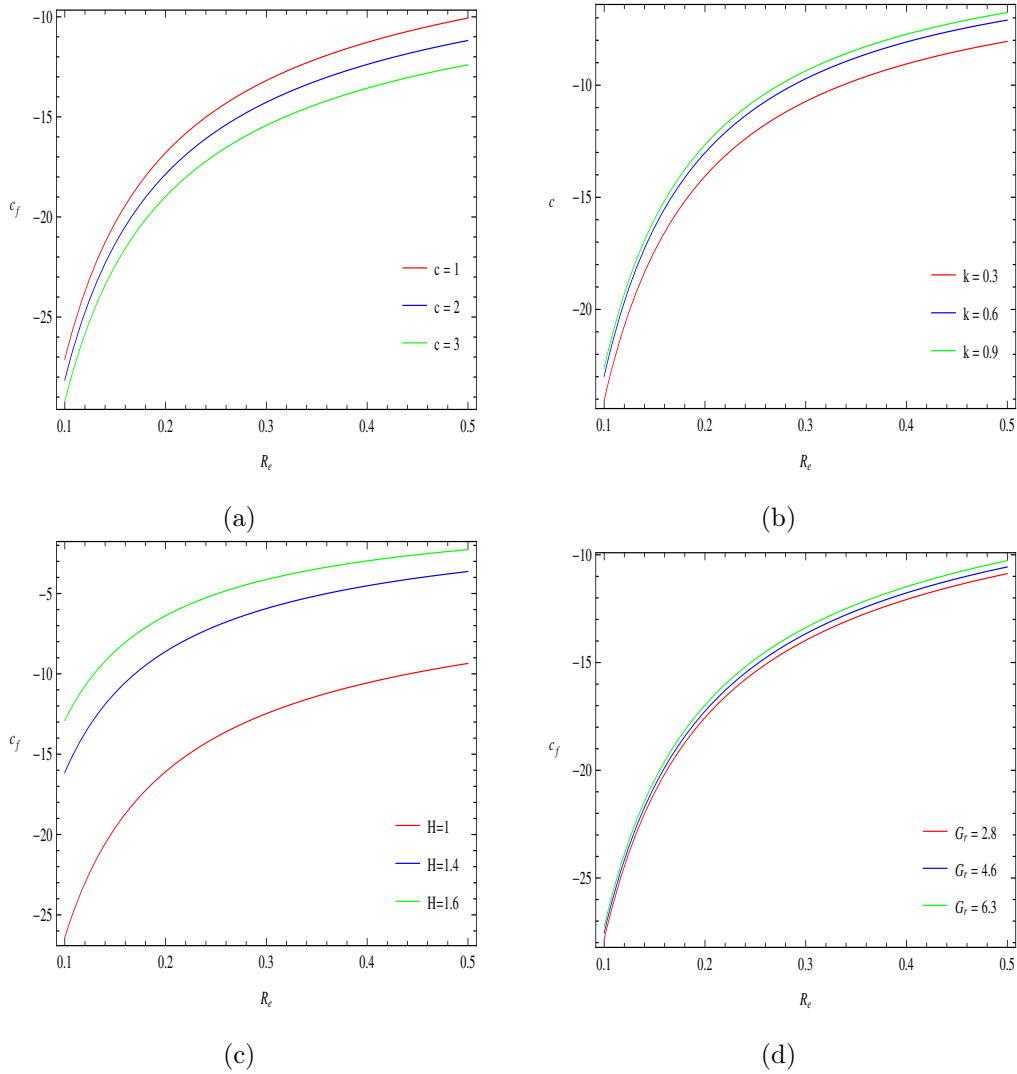 -10
-15
-20
-25
c_f
c = 1
c = 2
c = 3
0.1 0.2 0.3 0.4 0.5
R_e
(a)
-10
-15
-20
c
k = 0.3
k = 0.6
k = 0.9
0.1 0.2 0.3 0.4 0.5
R_e
(b)
-5
-10
-15
-20
-25
c_f
H=1
H=1.4
H=1.6
0.1 0.2 0.3 0.4 0.5
R_e
(c)
-10
-15
-20
-25
c_f
G_r = 2.8
G_r = 4.6
G_r = 6.3
0.1 0.2 0.3 0.4 0.5
R_e
(d)